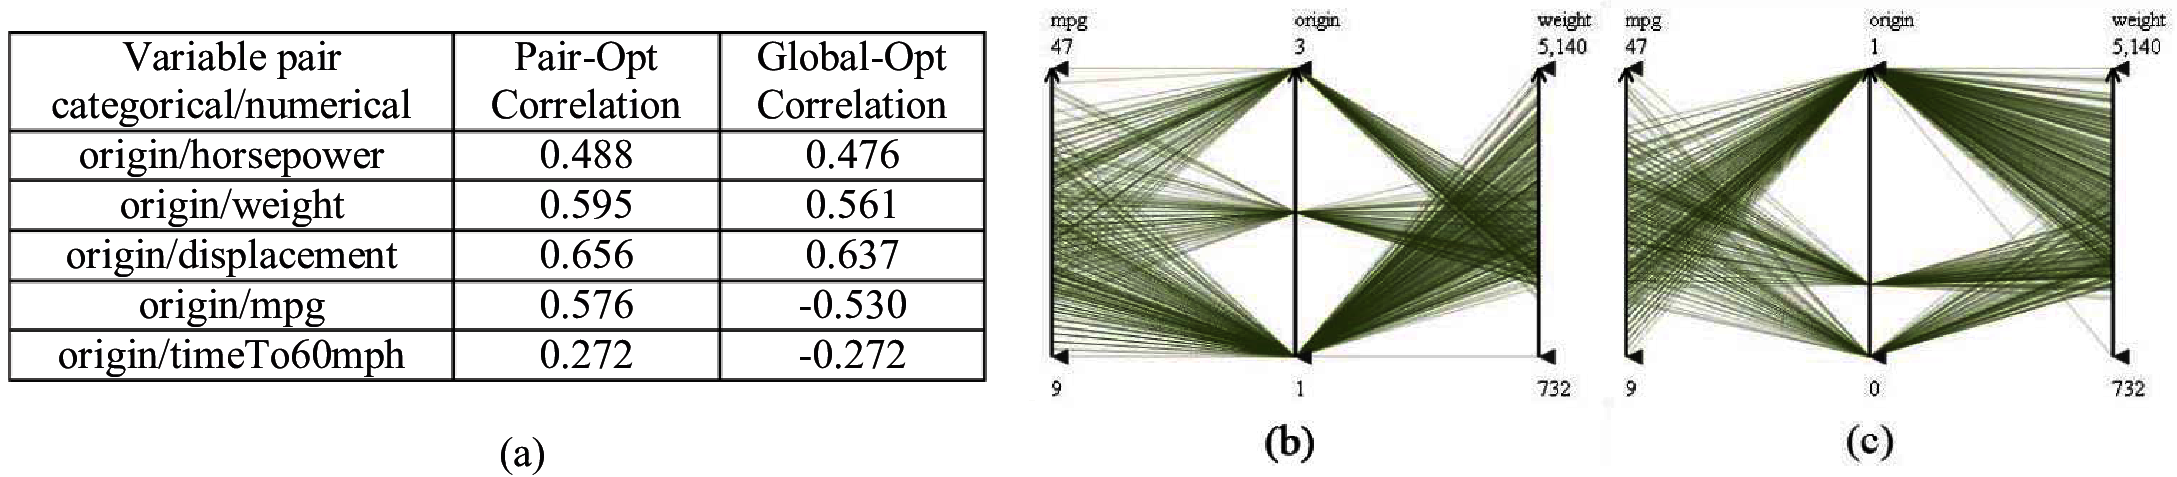 Variable pair categorical/numerical Pair-Opt Correlation Global-Opt Correlation
origin/horsepower 0.488 0.476
origin/weight 0.595 0.561
origin/displacement 0.656 0.637
origin/mpg 0.576 -0.530
origin/timeTo60mph 0.272 -0.272
(a)
mpg origin weight
47 3 5,140
9 1 732
(b)
mpg origin weight
47 1 5,140
9 0 732
(c)